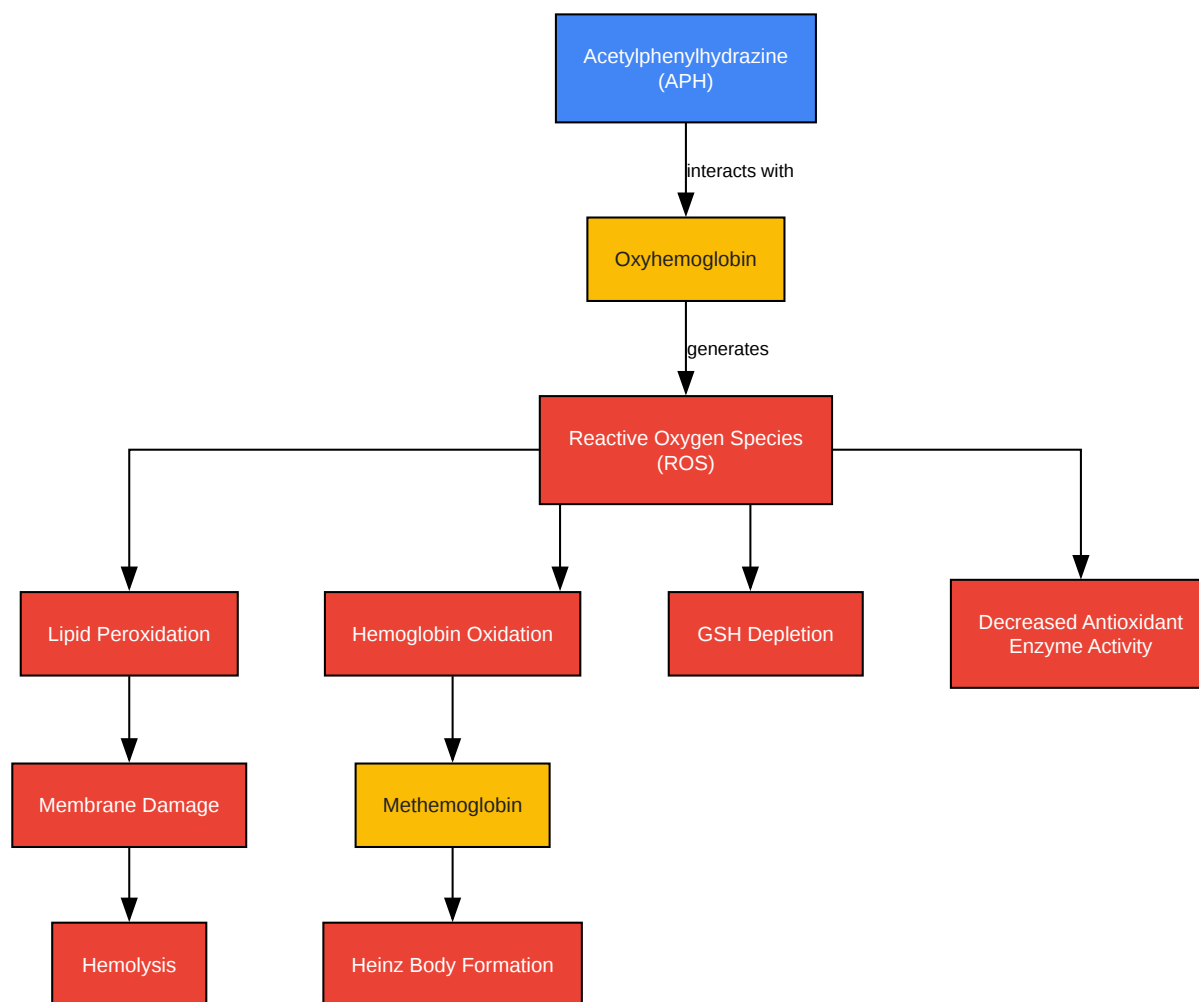 Acetylphenylhydrazine
(APH)
interacts with
Oxyhemoglobin
generates
Reactive Oxygen Species
(ROS)
Lipid Peroxidation
Hemoglobin Oxidation
GSH Depletion
Decreased Antioxidant
Enzyme Activity
Membrane Damage
Methemoglobin
Hemolysis
Heinz Body Formation